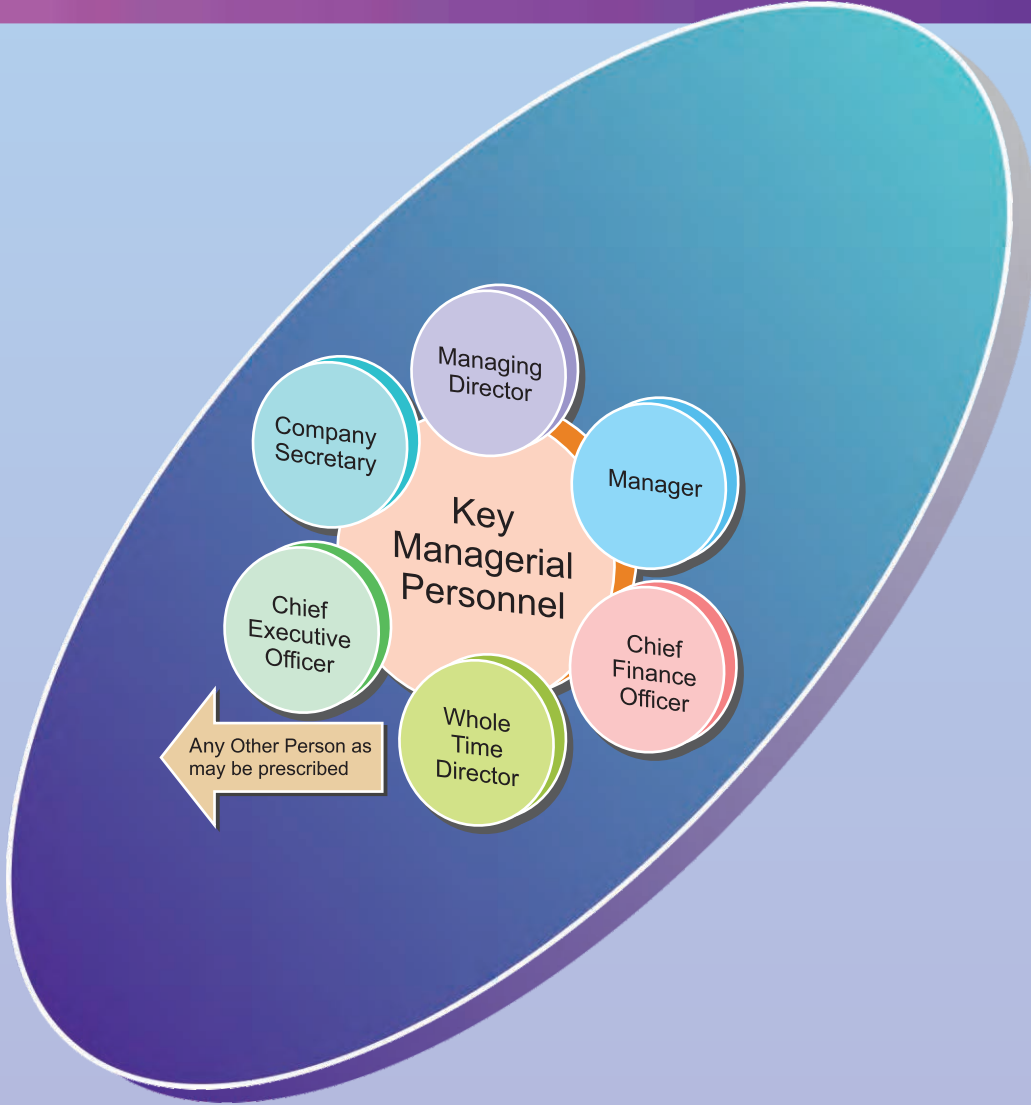 Managing
Director
Company
Secretary
Manager
Key
Managerial
Personnel
Chief
Executive
Officer
Chief
Finance
Officer
Whole
Time
Director
Any Other Person as
may be prescribed